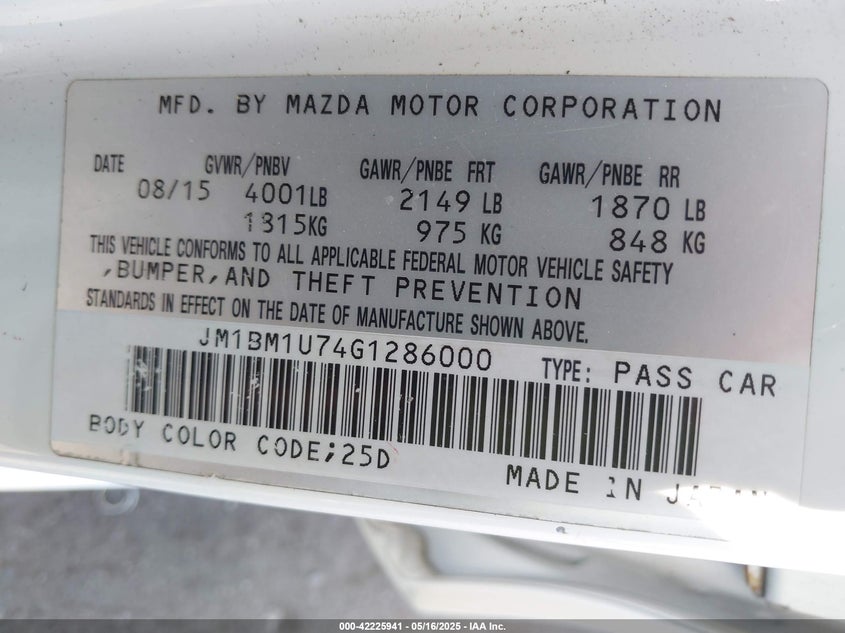 MFD. BY MAZDA MOTOR CORPORATION
DATE GVWR/PNBV GAWR/PNBE FRT GAWR/PNBE RR
08/15 4001LB 2149 LB 1870 LB
1815KG 975 KG 848 KG
THIS VEHICLE CONFORMS TO ALL APPLICABLE FEDERAL MOTOR VEHICLE SAFETY
,BUMPER,AND THEFT PREVENTION
STANDARDS IN EFFECT ON THE DATE OF MANUFACTURE SHOWN ABOVE.
JM1BM1U74G1286000 TYPE: PASS CAR
BODY COLOR CODE;25D
MADE IN JAPAN
000-42225941 - 05/16/2025 - IAA Inc.